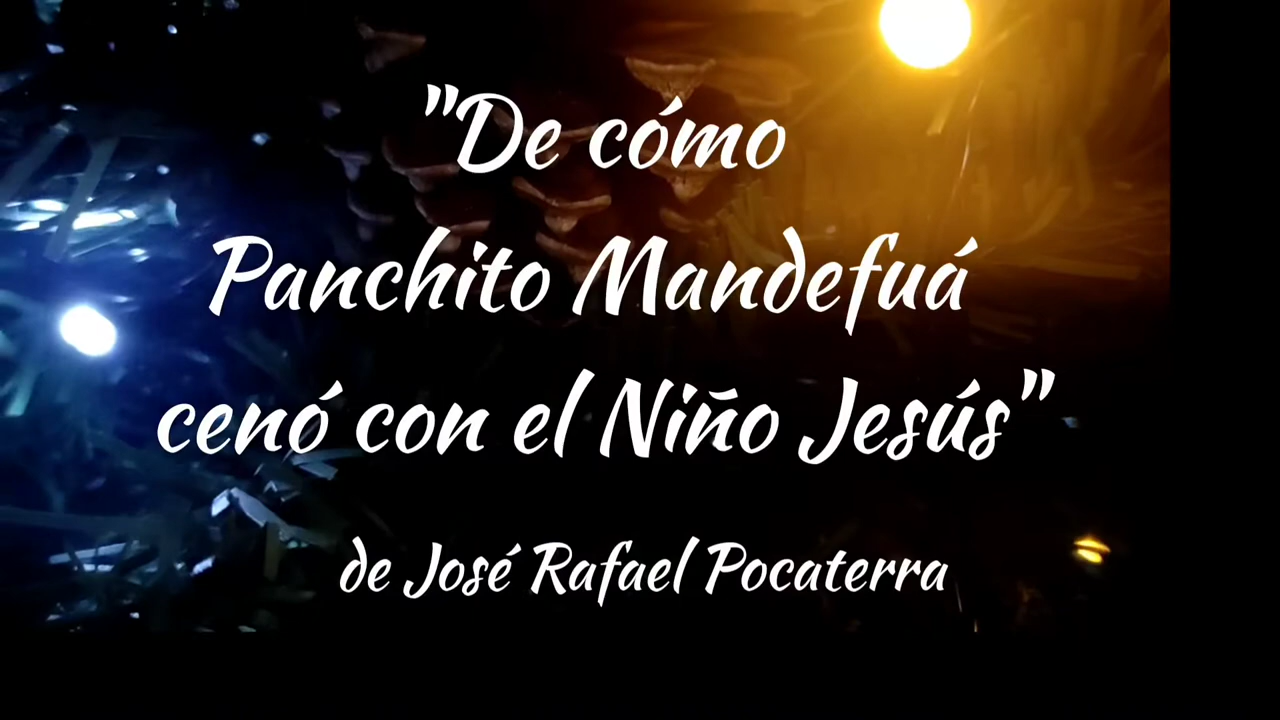 "De cómo
Panchito Mandefuá
cenó con el Niño Jesús"
de José Rafael Pocaterra